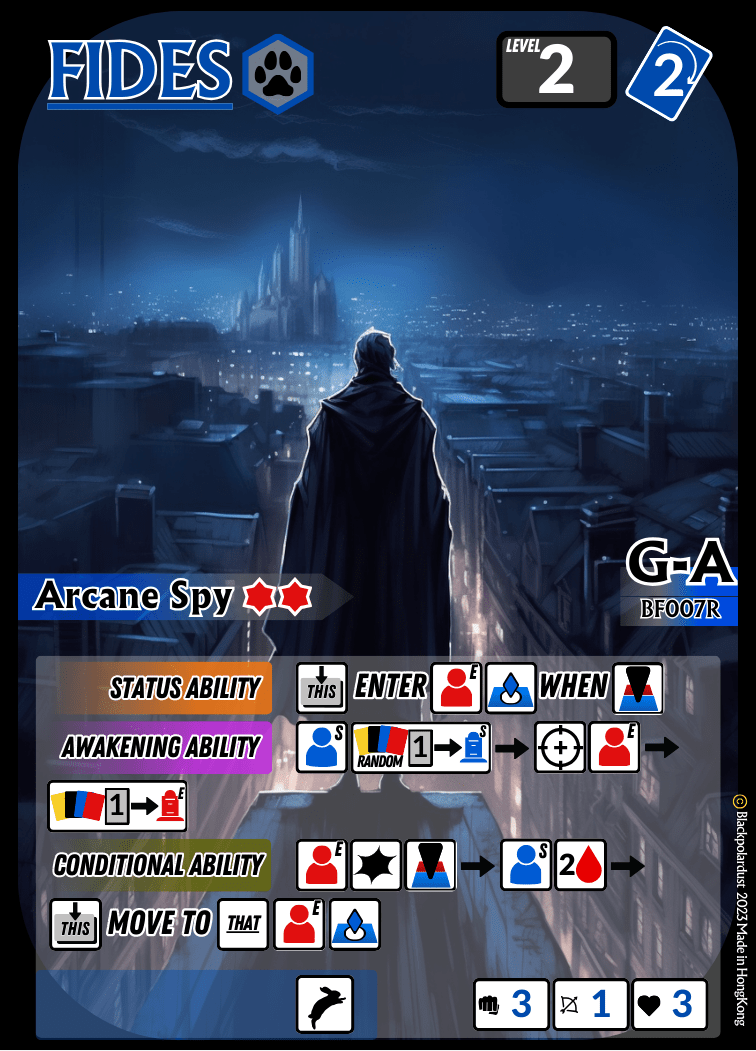 FIDES
LEVEL 2
2
Arcane Spy
G-A
BF007R
STATUS ABILITY THIS ENTER E WHEN
AWAKENING ABILITY S RANDOM 1 S E
1 E
CONDITIONAL ABILITY E S 2
THIS MOVE TO THAT E
3 1 3
© Blackpolardust 2023 Made in HongKong